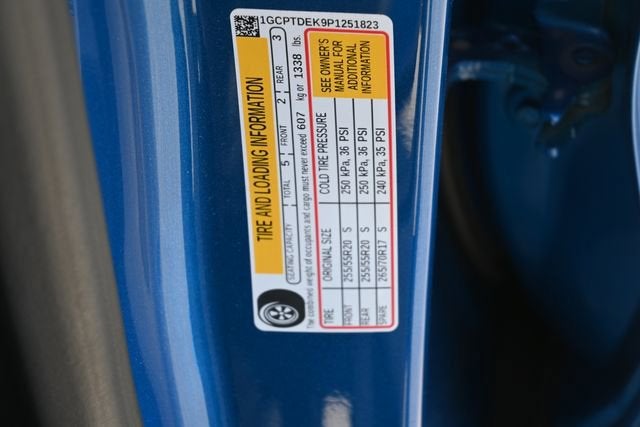 1GCPTDEK9P1251823
TIRE AND LOADING INFORMATION
SEATING CAPACITY TOTAL 5 FRONT 2 REAR 3
The combined weight of occupants and cargo must never exceed 607 kg or 1338 lbs.
TIRE ORIGINAL SIZE COLD TIRE PRESSURE
FRONT 255/55R20 S 250 kPa, 36 PSI
REAR 255/55R20 S 250 kPa, 36 PSI
SPARE 265/70R17 S 240 kPa, 35 PSI
SEE OWNER'S
MANUAL FOR
ADDITIONAL
INFORMATION